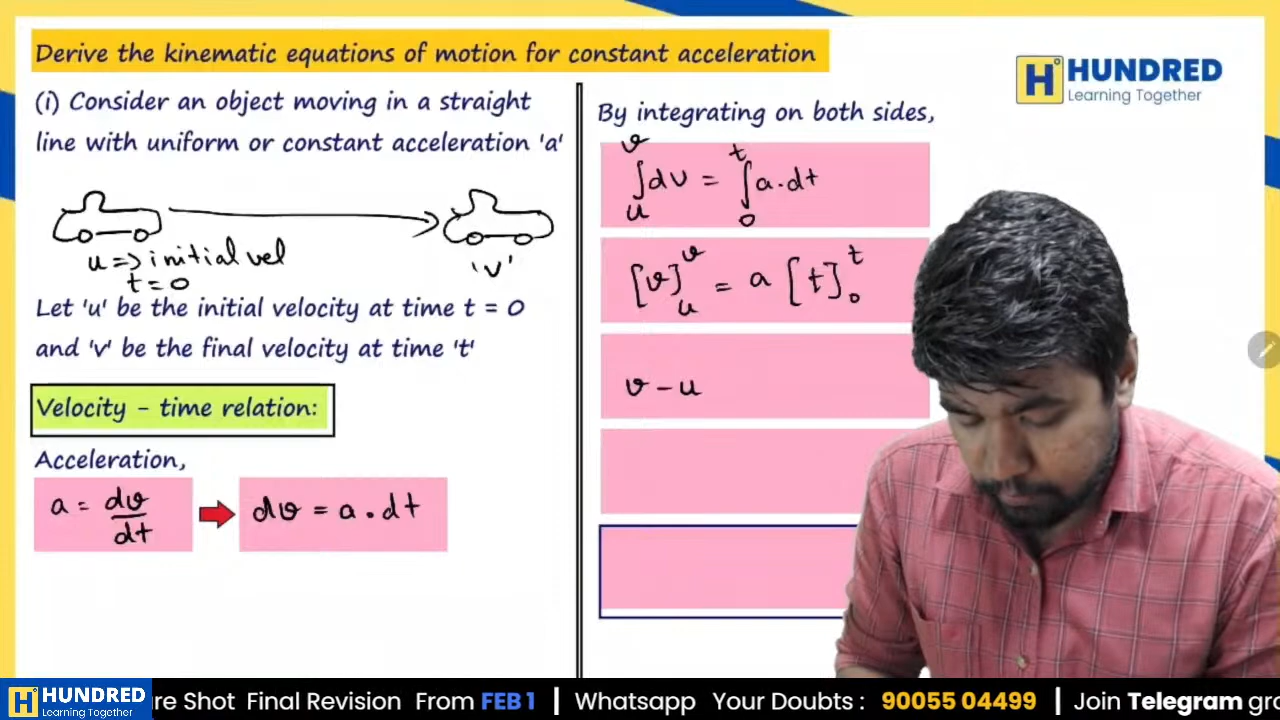 Derive the kinematic equations of motion for constant acceleration
HUNDRED
Learning Together
(i) Consider an object moving in a straight
line with uniform or constant acceleration 'a'
u => initial vel
t = 0
'v'
Let 'u' be the initial velocity at time t = 0
and 'v' be the final velocity at time 't'
Velocity - time relation:
Acceleration,
a = dv/dt
dv = a . dt
By integrating on both sides,
∫ᵤᵛ dv = ∫₀ᵗ a . dt
[v]ᵤᵛ = a [t]₀ᵗ
v - u
HUNDRED
Learning Together
re Shot Final Revision From FEB 1 | Whatsapp Your Doubts : 90055 04499 | Join Telegram gr